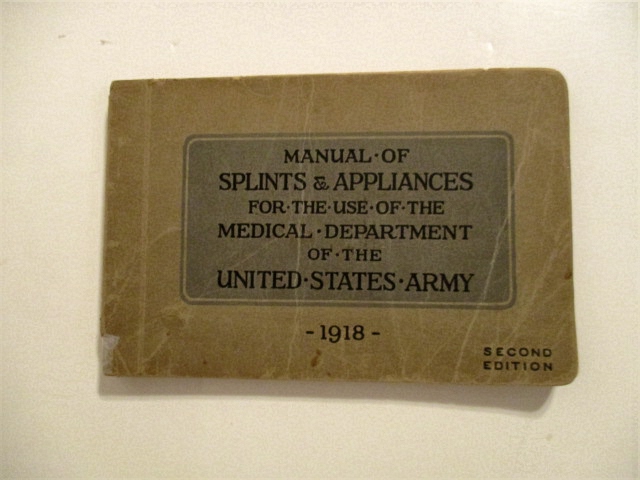 MANUAL·OF
SPLINTS & APPLIANCES
FOR·THE·USE·OF·THE
MEDICAL·DEPARTMENT
OF·THE
UNITED·STATES·ARMY
-1918-
SECOND
EDITION